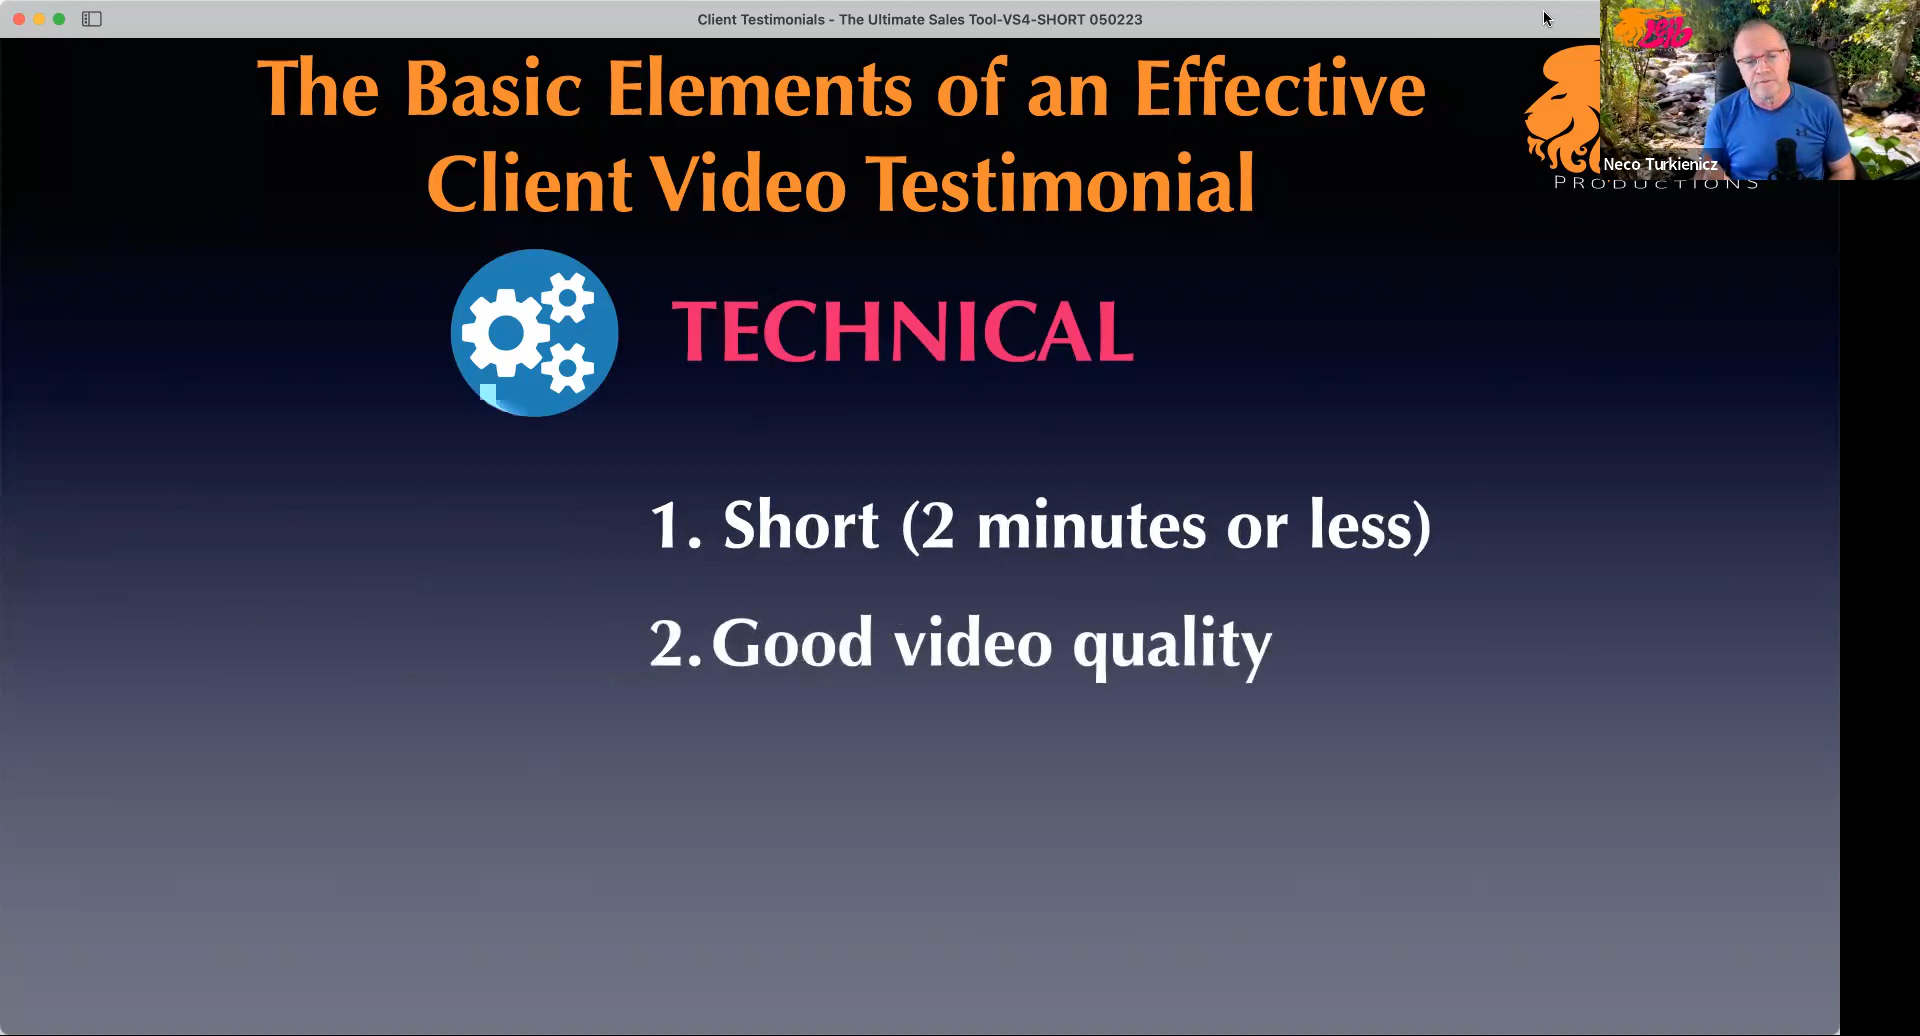 Client Testimonials - The Ultimate Sales Tool-VS4-SHORT 050223
The Basic Elements of an Effective
Client Video Testimonial
PRODUCTIONS
Neco Turkienicz
TECHNICAL
1. Short (2 minutes or less)
2. Good video quality